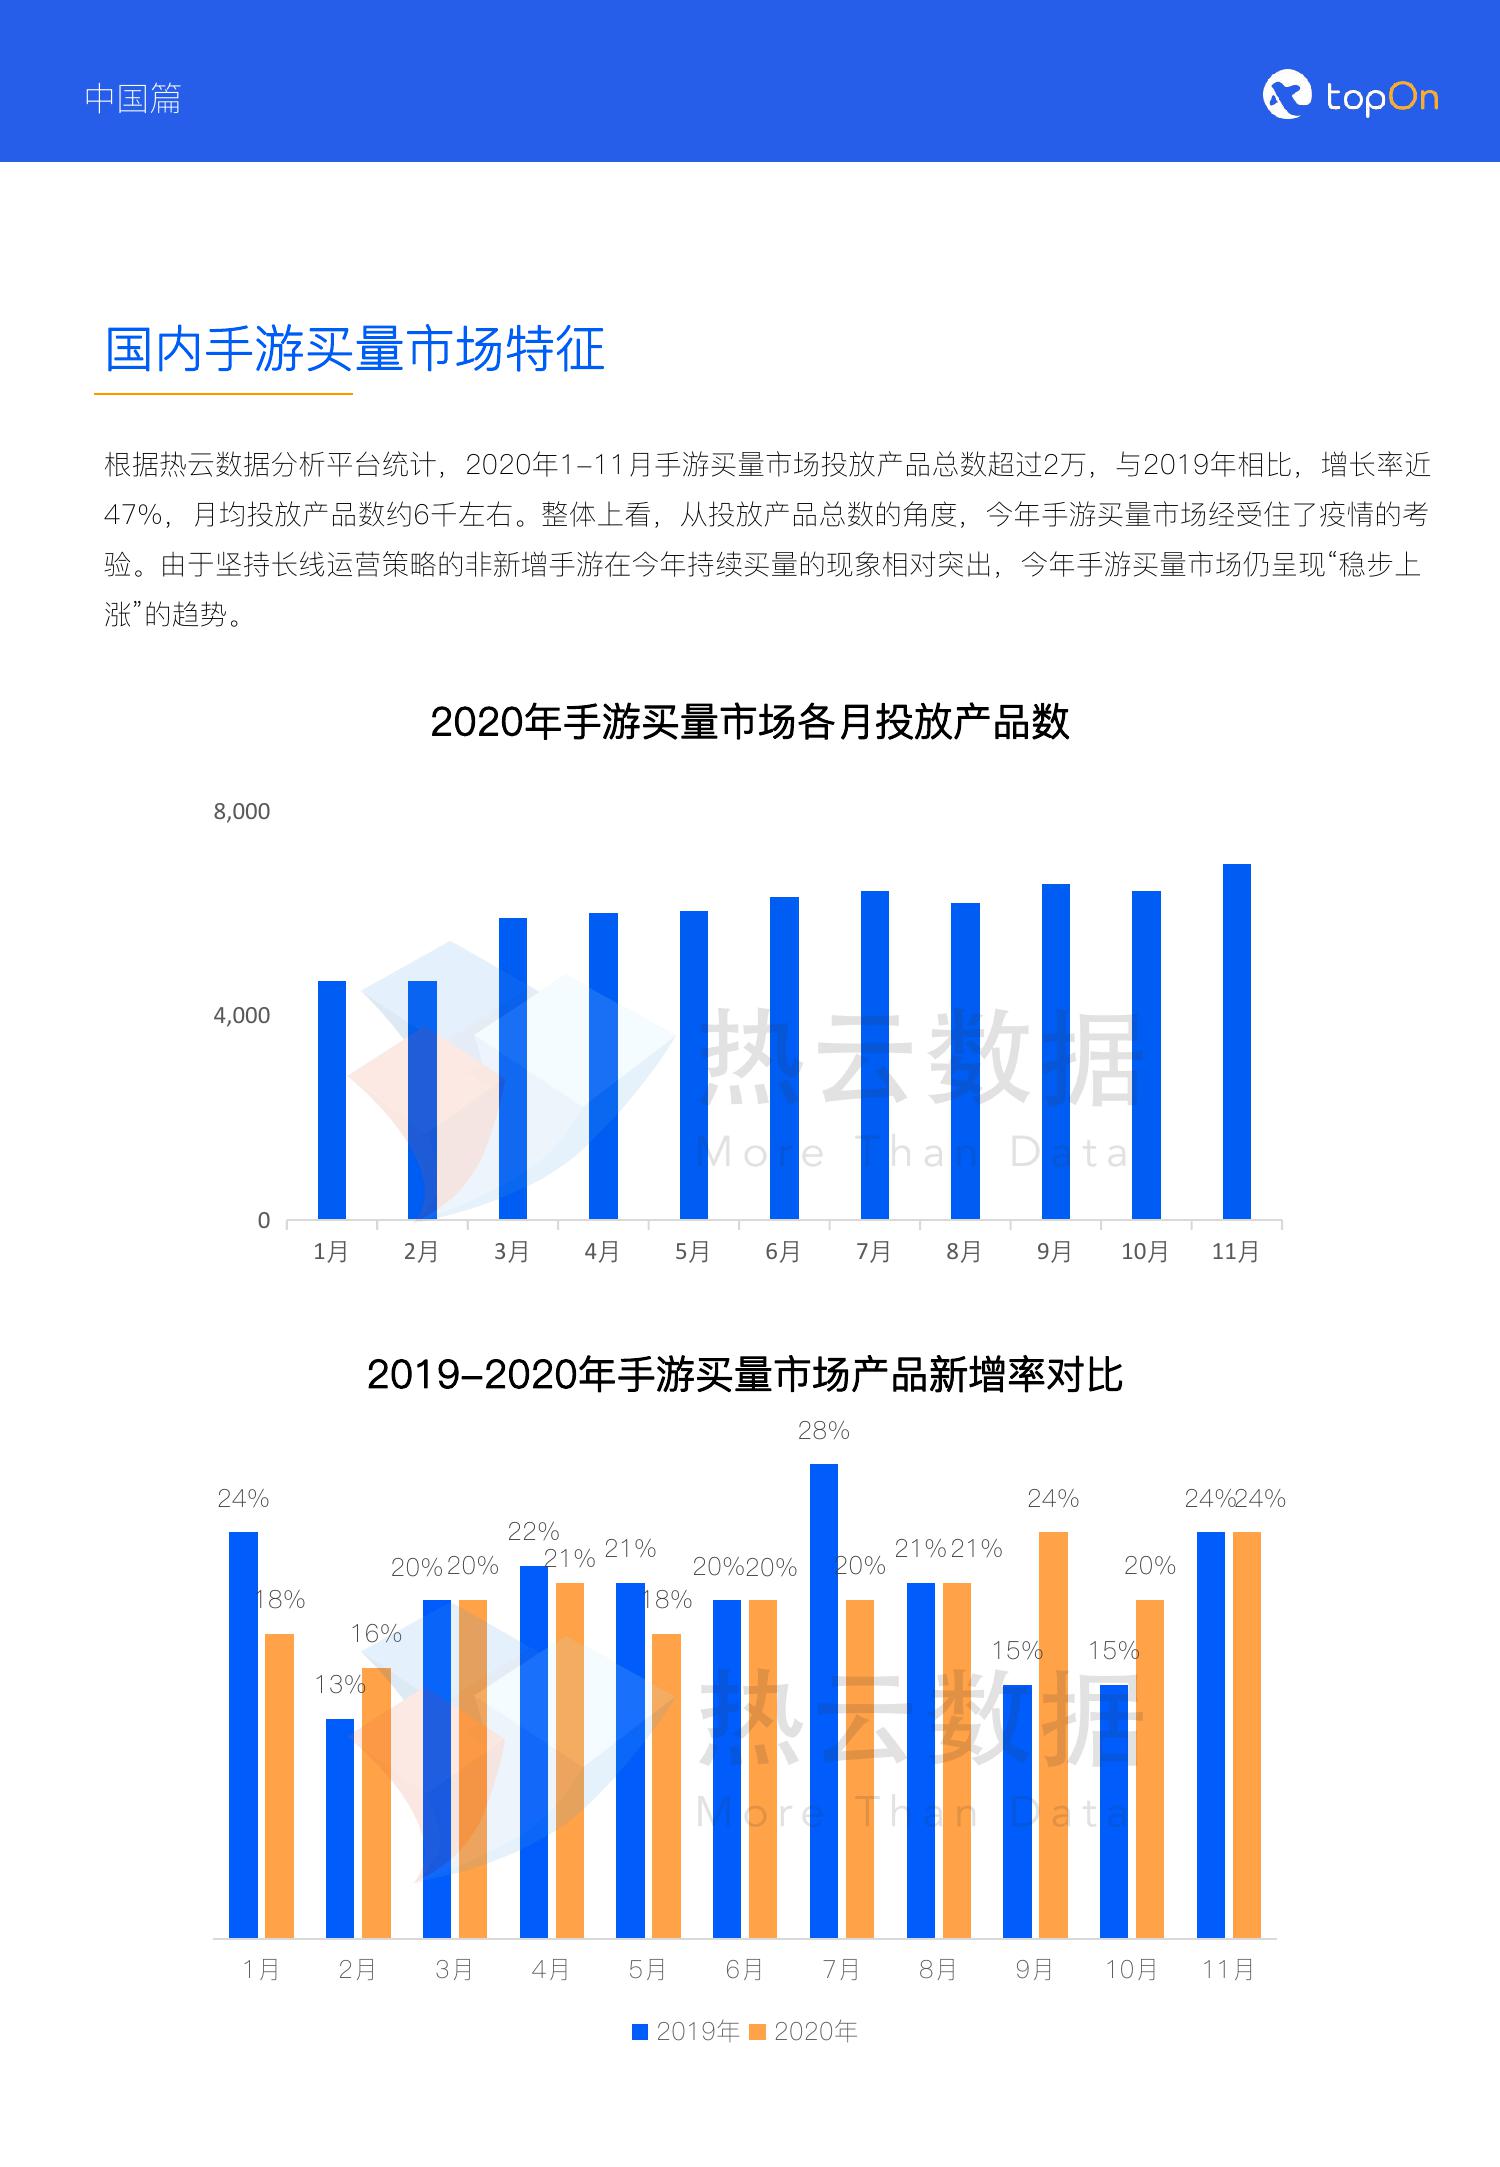 中国篇
topOn
国内手游买量市场特征
根据热云数据分析平台统计，2020年1-11月手游买量市场投放产品总数超过2万，与2019年相比，增长率近
47%，月均投放产品数约6千左右。整体上看，从投放产品总数的角度，今年手游买量市场经受住了疫情的考
验。由于坚持长线运营策略的非新增手游在今年持续买量的现象相对突出，今年手游买量市场仍呈现“稳步上
涨”的趋势。
2020年手游买量市场各月投放产品数
8,000
4,000
0
热云数据
More Than Data
1月 2月 3月 4月 5月 6月 7月 8月 9月 10月 11月
2019-2020年手游买量市场产品新增率对比
24% 18% 13% 16% 20% 20% 22% 21% 21% 18% 20% 20% 28% 20% 21% 21% 15% 24% 15% 20% 24% 24%
热云数据
More Than Data
1月 2月 3月 4月 5月 6月 7月 8月 9月 10月 11月
2019年 2020年